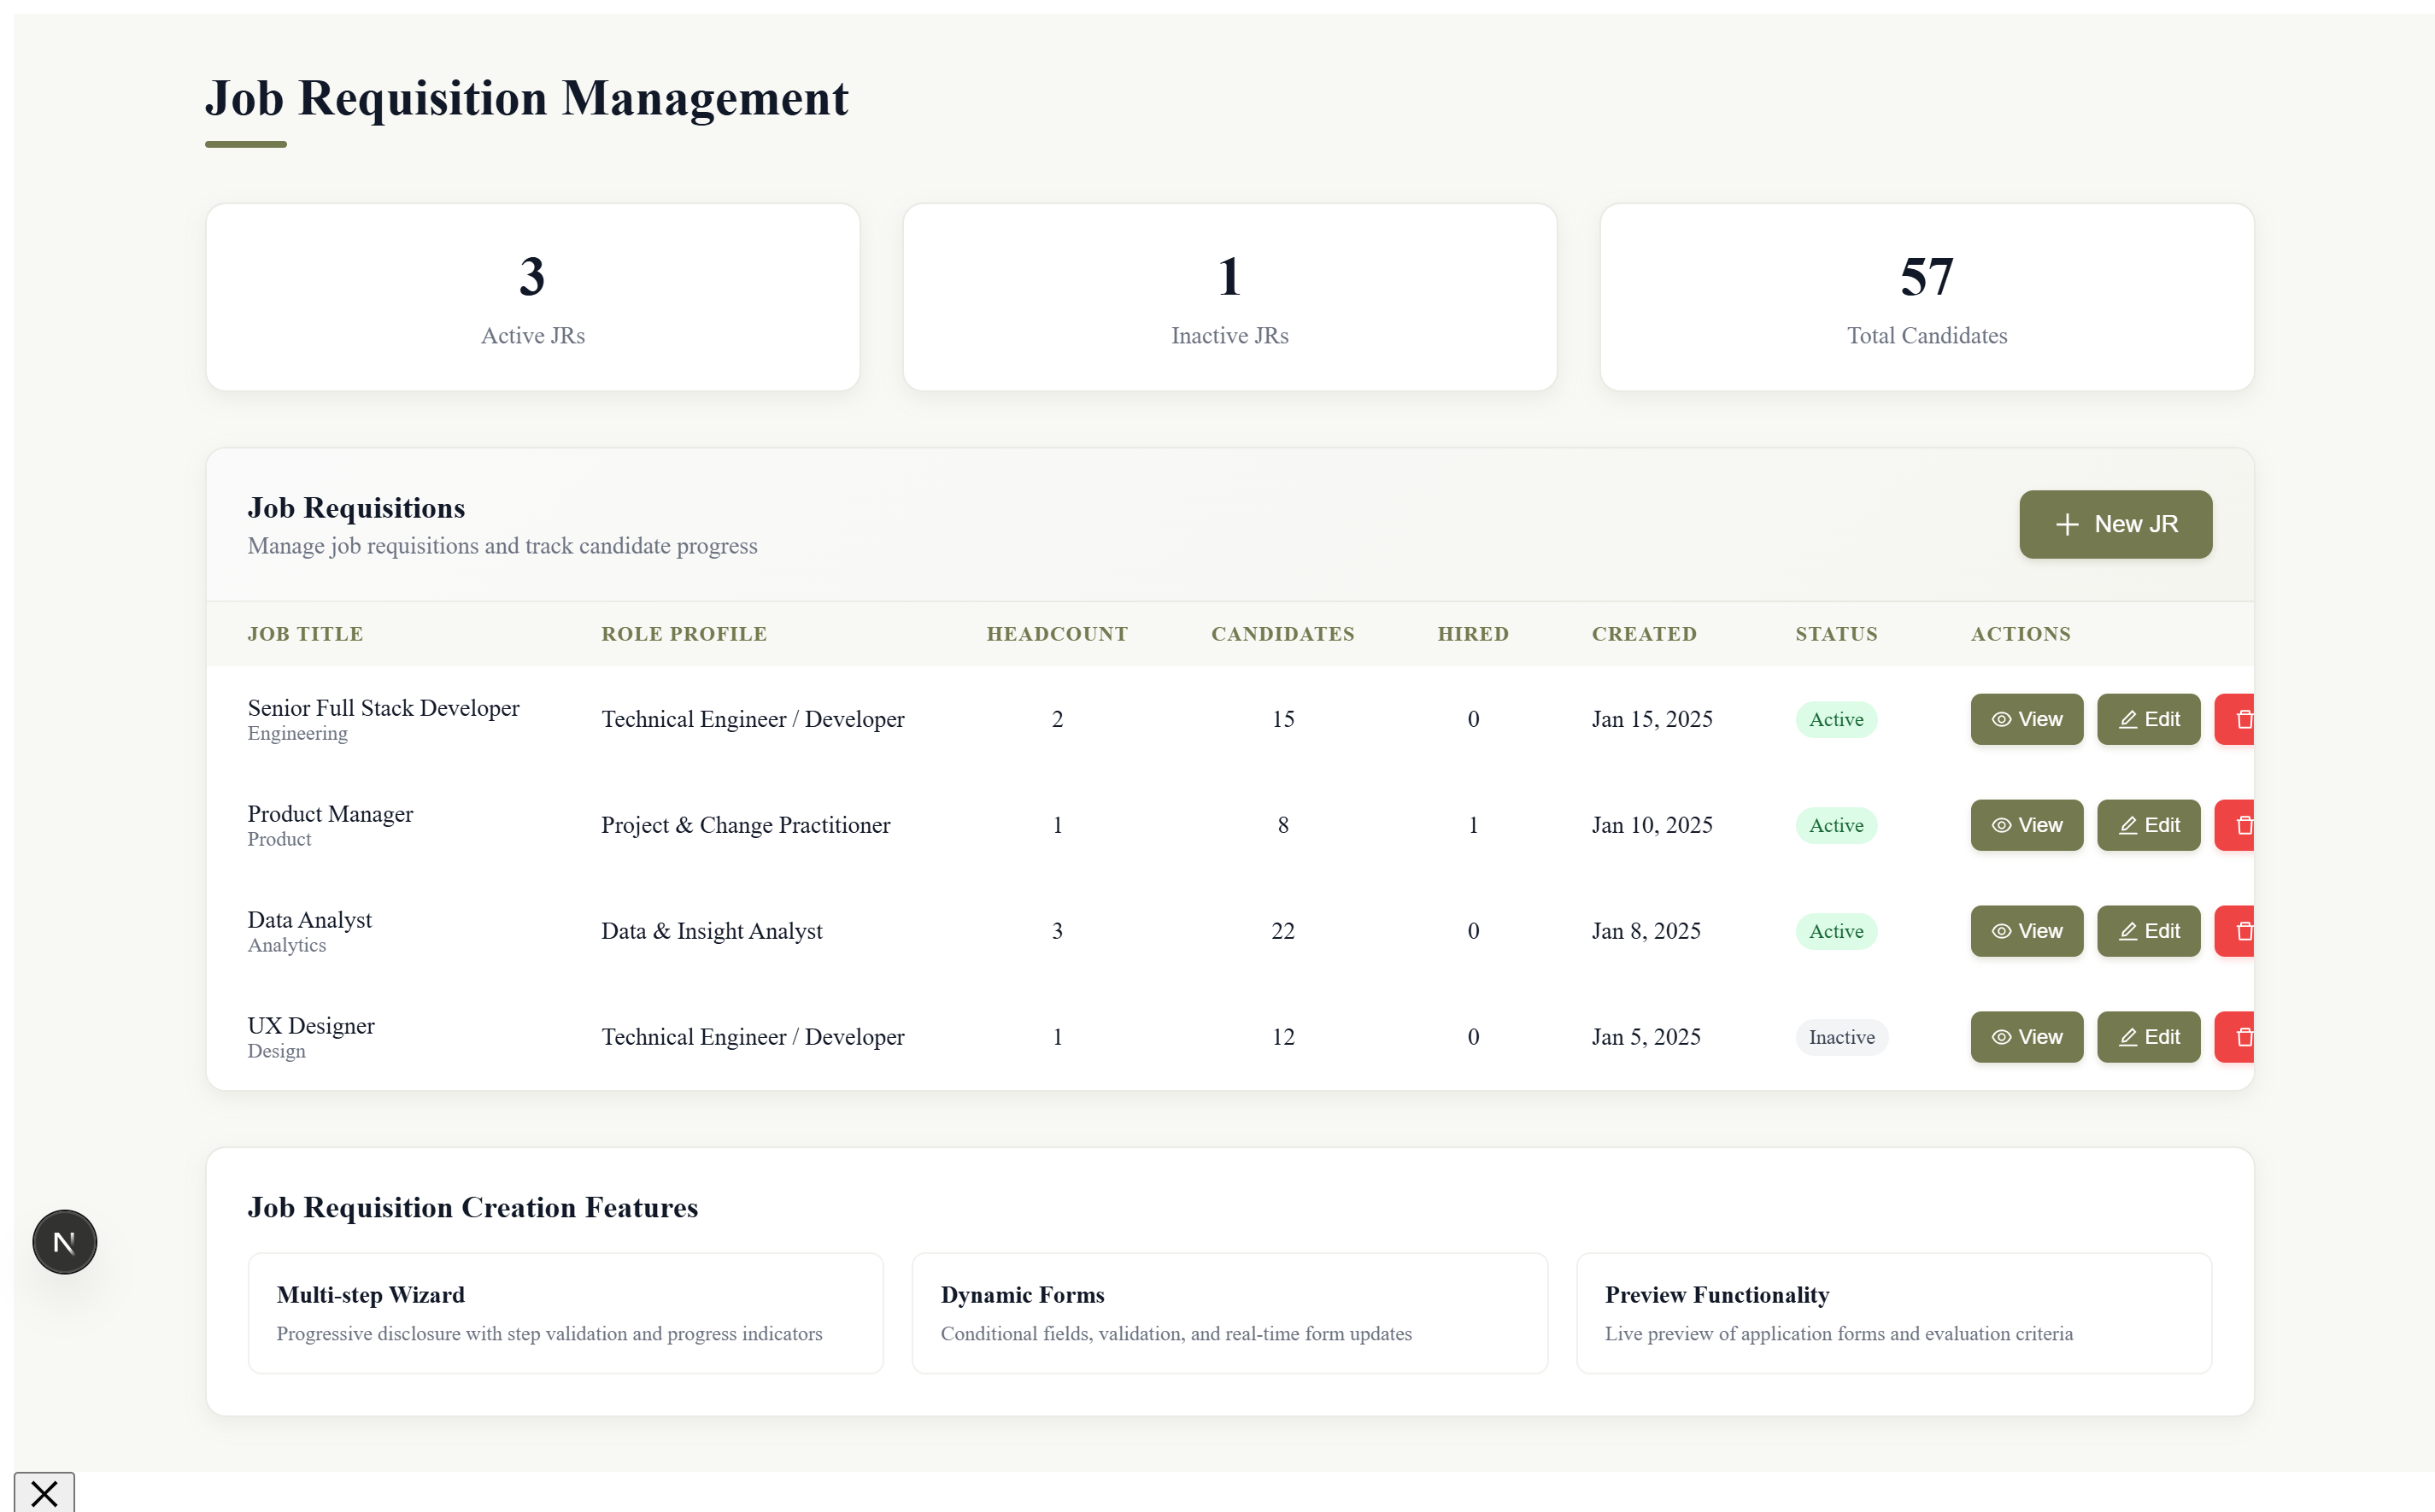 Job Requisition Management
3
Active JRs
1
Inactive JRs
57
Total Candidates
Job Requisitions
Manage job requisitions and track candidate progress
New JR
JOB TITLE ROLE PROFILE HEADCOUNT CANDIDATES HIRED CREATED STATUS ACTIONS
Senior Full Stack Developer
Engineering
Technical Engineer / Developer 2 15 0 Jan 15, 2025 Active View Edit
Product Manager
Product
Project & Change Practitioner 1 8 1 Jan 10, 2025 Active View Edit
Data Analyst
Analytics
Data & Insight Analyst 3 22 0 Jan 8, 2025 Active View Edit
UX Designer
Design
Technical Engineer / Developer 1 12 0 Jan 5, 2025 Inactive View Edit
Job Requisition Creation Features
Multi-step Wizard
Progressive disclosure with step validation and progress indicators
Dynamic Forms
Conditional fields, validation, and real-time form updates
Preview Functionality
Live preview of application forms and evaluation criteria
N